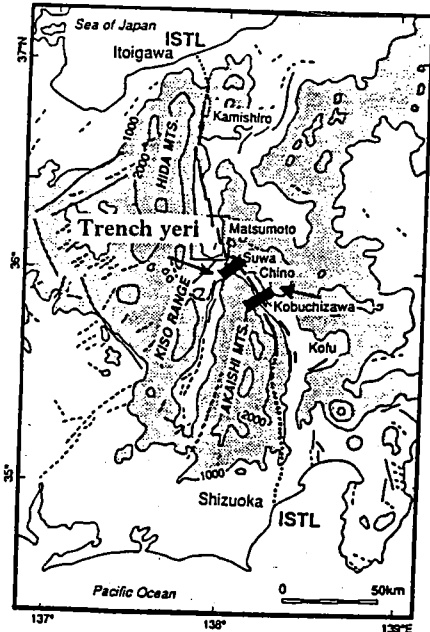 Sea of Japan
ISTL
37°N
Itoigawa
Kamishiro
1000
2000
HIDA MTS.
Trench yeri
Matsumoto
Suwa
36°
Chino
Kobuchizawa
KISO RANGE
Kofu
AKAISHI MTS.
2000
1000
35°
Shizuoka
ISTL
Pacific Ocean
0 50km
137°
138°
139°E